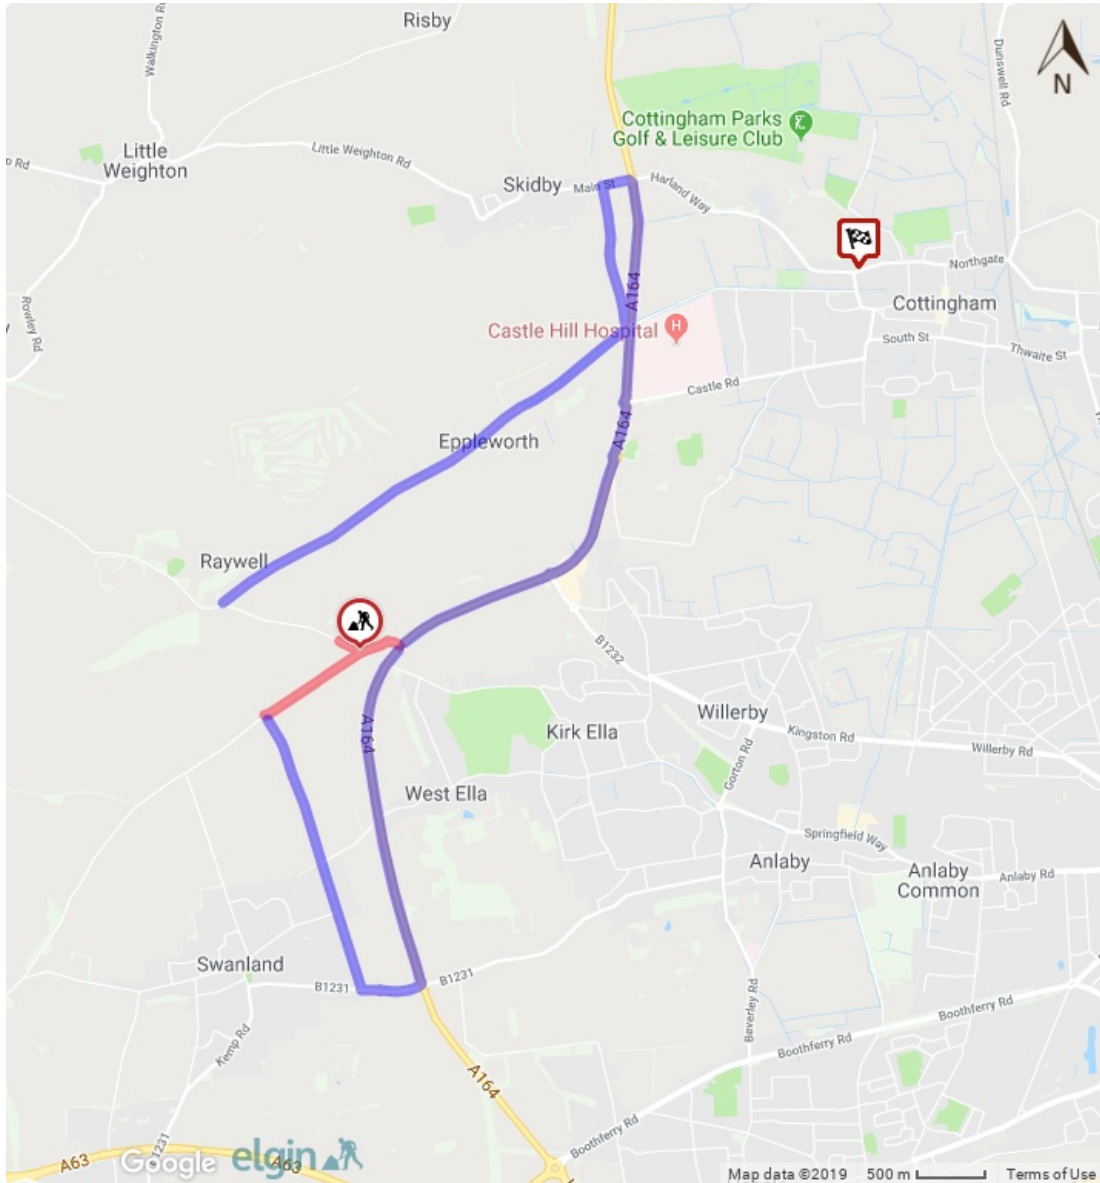 Risby
Walkington R
Dunswell Rd
N
Cottingham Parks
Golf & Leisure Club
Little
Weighton
Little Weighton Rd
Rd
Skidby
Main St
Harland Way
Northgate
Cottingham
A164
Rowley Rd
Castle Hill Hospital
H
South St
Thwaite St
Castle Rd
A164
Eppleworth
Raywell
B1232
Willerby
Kirk Ella
Kingston Rd
Willerby Rd
A164
Gorton Rd
West Ella
Springfield Way
Anlaby
Anlaby
Common
Anlaby Rd
Swanland
B1231
B1231
Beverley Rd
Boothferry Rd
Kemp Rd
Boothferry Rd
A164
Boothferry Rd
1231
A63
Google
elgin
A63
Map data ©2019
500 m
Terms of Use